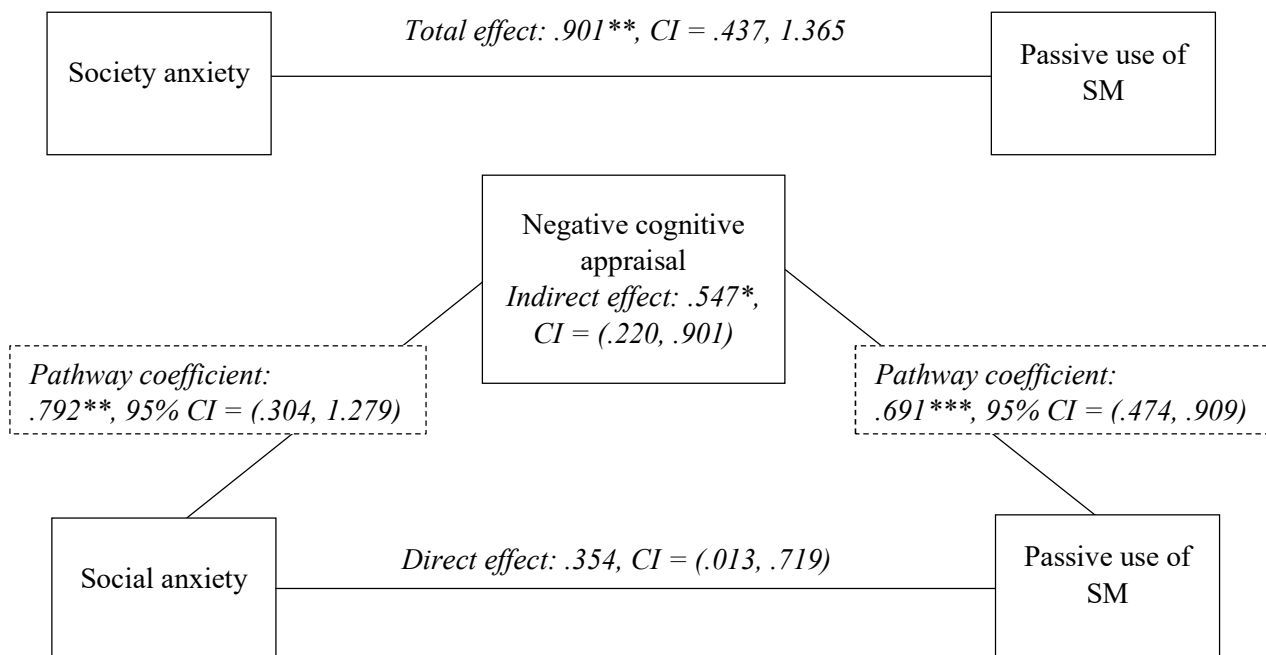 Total effect: .901**, CI = .437, 1.365
Society anxiety
Passive use of
SM
Negative cognitive
appraisal
Indirect effect: .547*,
CI = (.220, .901)
Pathway coefficient:
.792**, 95% CI = (.304, 1.279)
Pathway coefficient:
.691***, 95% CI = (.474, .909)
Social anxiety
Direct effect: .354, CI = (.013, .719)
Passive use of
SM